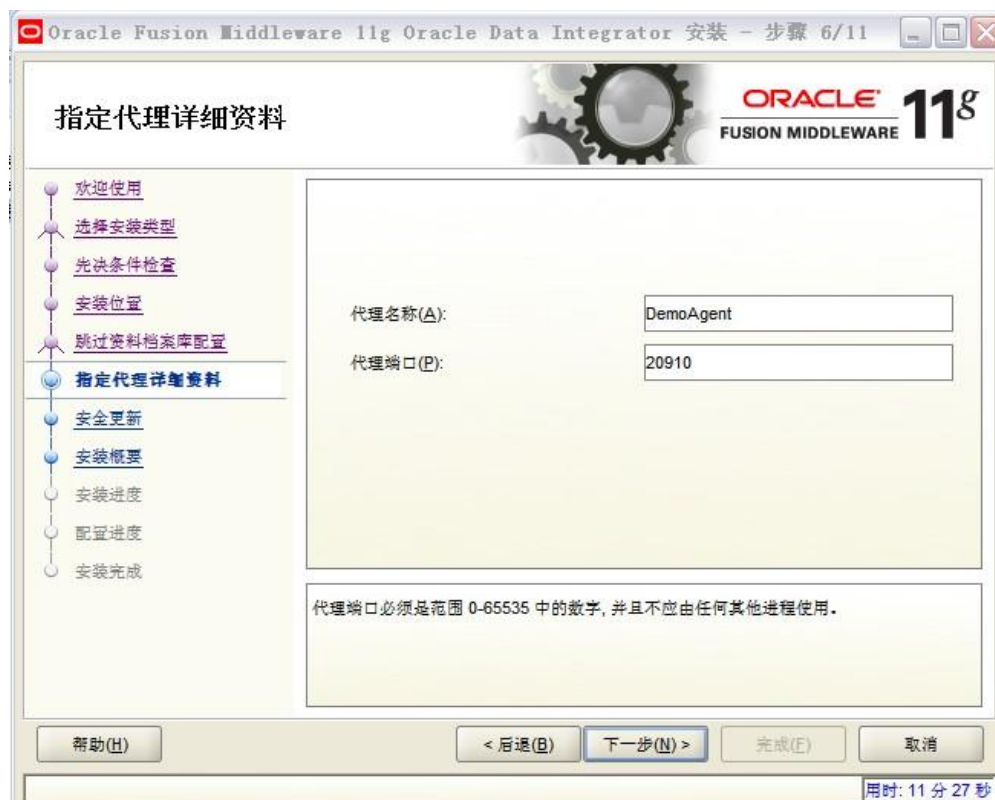 Oracle Fusion Middleware 11g Oracle Data Integrator 安装 - 步骤 6/11
指定代理详细资料
ORACLE
FUSION MIDDLEWARE 11g
欢迎使用
选择安装类型
先决条件检查
安装位置
跳过资料档案库配置
指定代理详细资料
安全更新
安装概要
安装进度
配置进度
安装完成
代理名称(A): DemoAgent
代理端口(P): 20910
代理端口必须是范围 0-65535 中的数字, 并且不应由任何其他进程使用。
帮助(H) < 后退(B) 下一步(N) > 完成(F) 取消
用时: 11 分 27 秒